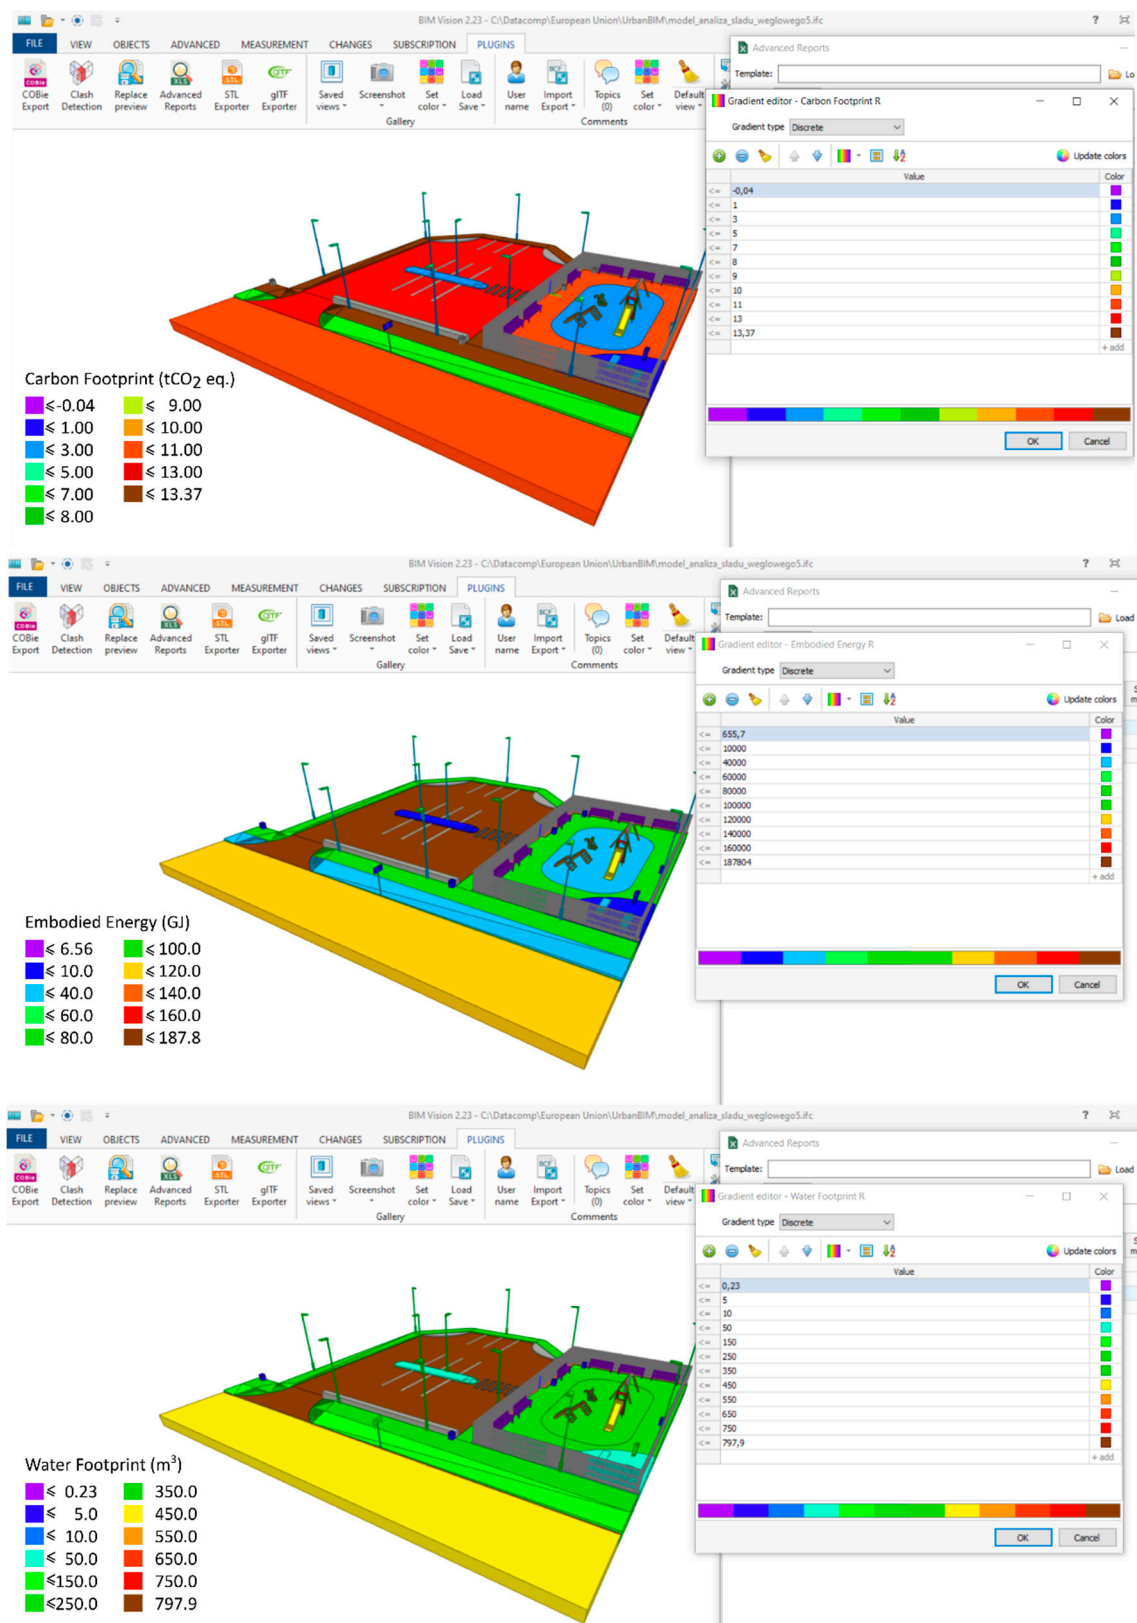 BIM Vision 2.23 - C:\Datacomp\European Union\UrbanBIM\model_analiza_sladu_weglowego5.ifc
?
FILE VIEW OBJECTS ADVANCED MEASUREMENT CHANGES SUBSCRIPTION PLUGINS
COBie Export
Clash Detection
Replace preview
Advanced Reports
STL Exporter
glTF Exporter
Saved views
Screenshot
Set color
Load Save
User name
Import Export
Topics (0)
Set color
Default view
Gallery
Comments
Advanced Reports
Template:
Lo
Gradient editor - Carbon Footprint R
Gradient type Discrete
Update colors
Value Color
<= -0,04
<= 1
<= 3
<= 5
<= 7
<= 8
<= 9
<= 10
<= 11
<= 13
<= 13,37
+ add
OK Cancel
Carbon Footprint (tCO2 eq.)
⩽-0.04 ⩽ 9.00
⩽ 1.00 ⩽ 10.00
⩽ 3.00 ⩽ 11.00
⩽ 5.00 ⩽ 13.00
⩽ 7.00 ⩽ 13.37
⩽ 8.00
BIM Vision 2.23 - C:\Datacomp\European Union\UrbanBIM\model_analiza_sladu_weglowego5.ifc
?
FILE VIEW OBJECTS ADVANCED MEASUREMENT CHANGES SUBSCRIPTION PLUGINS
COBie Export
Clash Detection
Replace preview
Advanced Reports
STL Exporter
glTF Exporter
Saved views
Screenshot
Set color
Load Save
User name
Import Export
Topics (0)
Set color
Default view
Gallery
Comments
Advanced Reports
Template:
Load
Gradient editor - Embodied Energy R
Gradient type Discrete
Update colors
Value Color
<= 655,7
<= 10000
<= 40000
<= 60000
<= 80000
<= 100000
<= 120000
<= 140000
<= 160000
<= 187804
+ add
OK Cancel
Embodied Energy (GJ)
⩽ 6.56 ⩽ 100.0
⩽ 10.0 ⩽ 120.0
⩽ 40.0 ⩽ 140.0
⩽ 60.0 ⩽ 160.0
⩽ 80.0 ⩽ 187.8
BIM Vision 2.23 - C:\Datacomp\European Union\UrbanBIM\model_analiza_sladu_weglowego5.ifc
?
FILE VIEW OBJECTS ADVANCED MEASUREMENT CHANGES SUBSCRIPTION PLUGINS
COBie Export
Clash Detection
Replace preview
Advanced Reports
STL Exporter
glTF Exporter
Saved views
Screenshot
Set color
Load Save
User name
Import Export
Topics (0)
Set color
Default view
Gallery
Comments
Advanced Reports
Template:
Load
Gradient editor - Water Footprint R
Gradient type Discrete
Update colors
Value Color
<= 0,23
<= 5
<= 10
<= 50
<= 150
<= 250
<= 350
<= 450
<= 550
<= 650
<= 750
<= 797,9
+ add
OK Cancel
Water Footprint (m³)
⩽ 0.23 350.0
⩽ 5.0 450.0
⩽ 10.0 550.0
⩽ 50.0 650.0
⩽150.0 750.0
⩽250.0 797.9